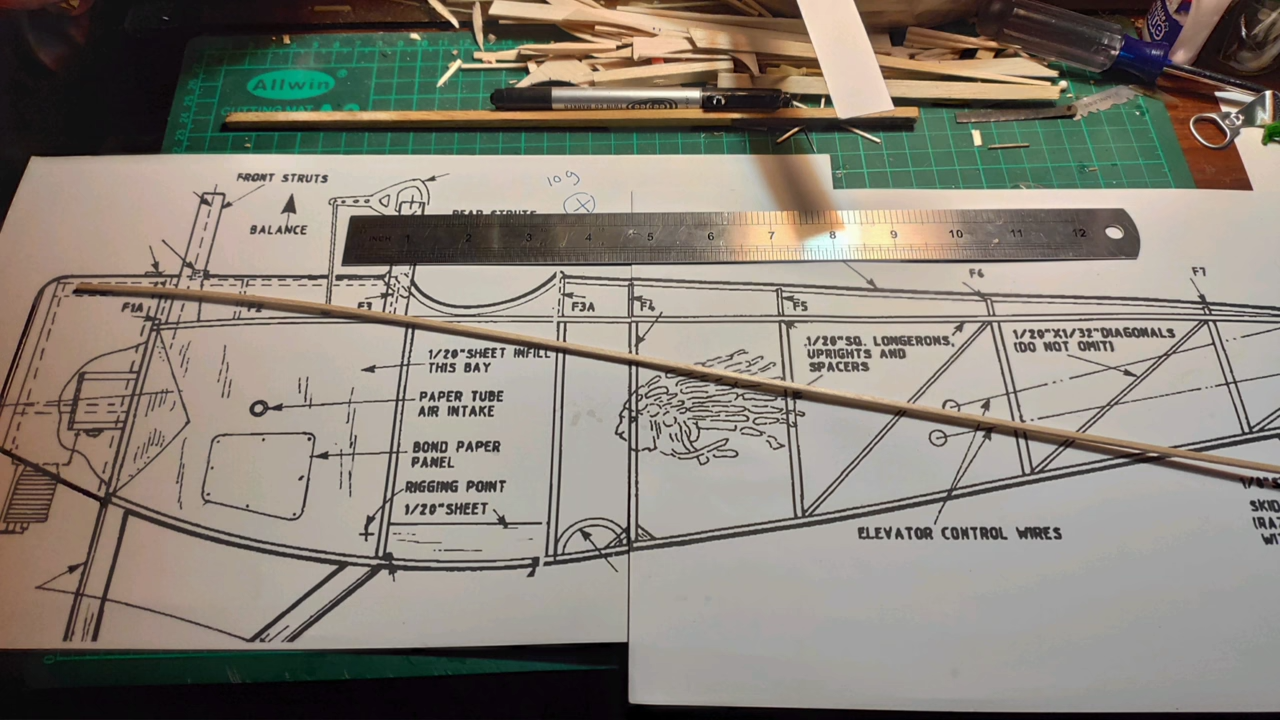 Allwin
CUTTING MAT
FRONT STRUTS
10g
BALANCE
REAR STRUTS
INCH 1 2 3 4 5 6 7 8 9 10 11 12
F6
F7
F1A
F2
F3
F3A
F4
F5
1/20"SHEET INFILL
THIS BAY
1/20"SQ. LONGERONS,
UPRIGHTS AND
SPACERS
1/20"X1/32"DIAGONALS
(DO NOT OMIT)
PAPER TUBE
AIR INTAKE
BOND PAPER
PANEL
RIGGING POINT
1/20"SHEET
ELEVATOR CONTROL WIRES
SKID